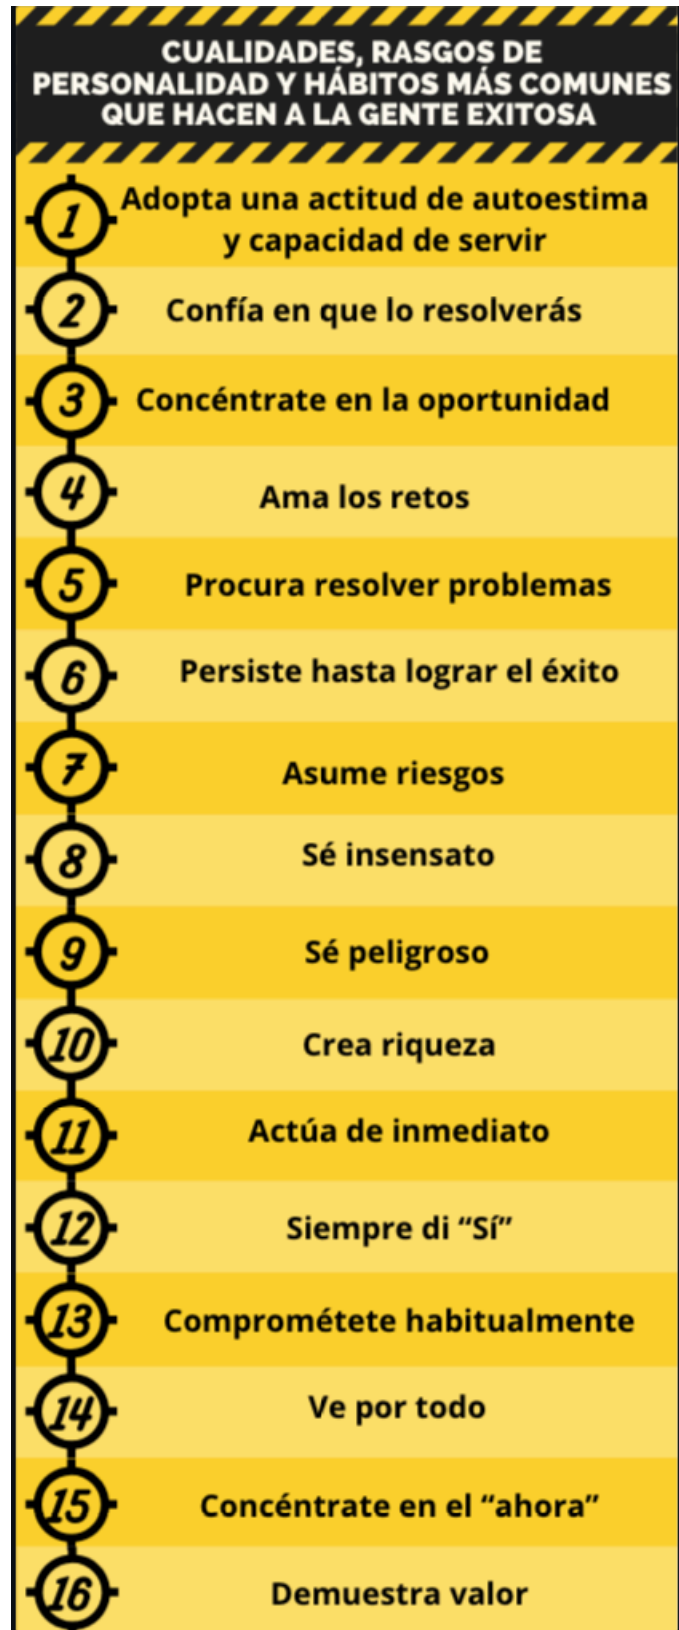 CUALIDADES, RASGOS DE
PERSONALIDAD Y HÁBITOS MÁS COMUNES
QUE HACEN A LA GENTE EXITOSA
1 Adopta una actitud de autoestima
y capacidad de servir
2 Confía en que lo resolverás
3 Concéntrate en la oportunidad
4 Ama los retos
5 Procura resolver problemas
6 Persiste hasta lograr el éxito
7 Asume riesgos
8 Sé insensato
9 Sé peligroso
10 Crea riqueza
11 Actúa de inmediato
12 Siempre di “Sí”
13 Comprométete habitualmente
14 Ve por todo
15 Concéntrate en el “ahora”
16 Demuestra valor